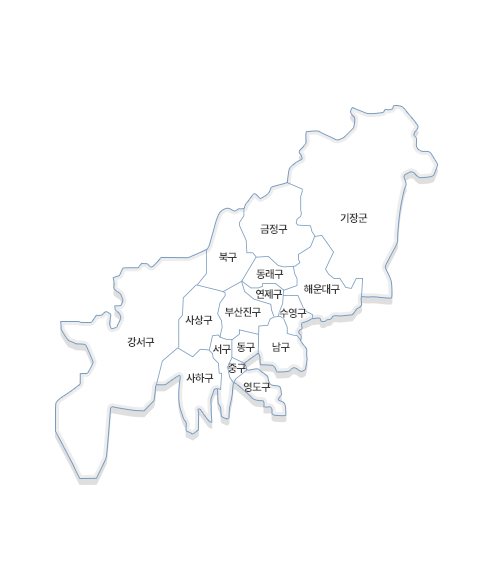 기장군
금정구
북구
동래구
해운대구
연제구
수영구
부산진구
사상구
강서구
서구
동구
남구
중구
사하구
영도구